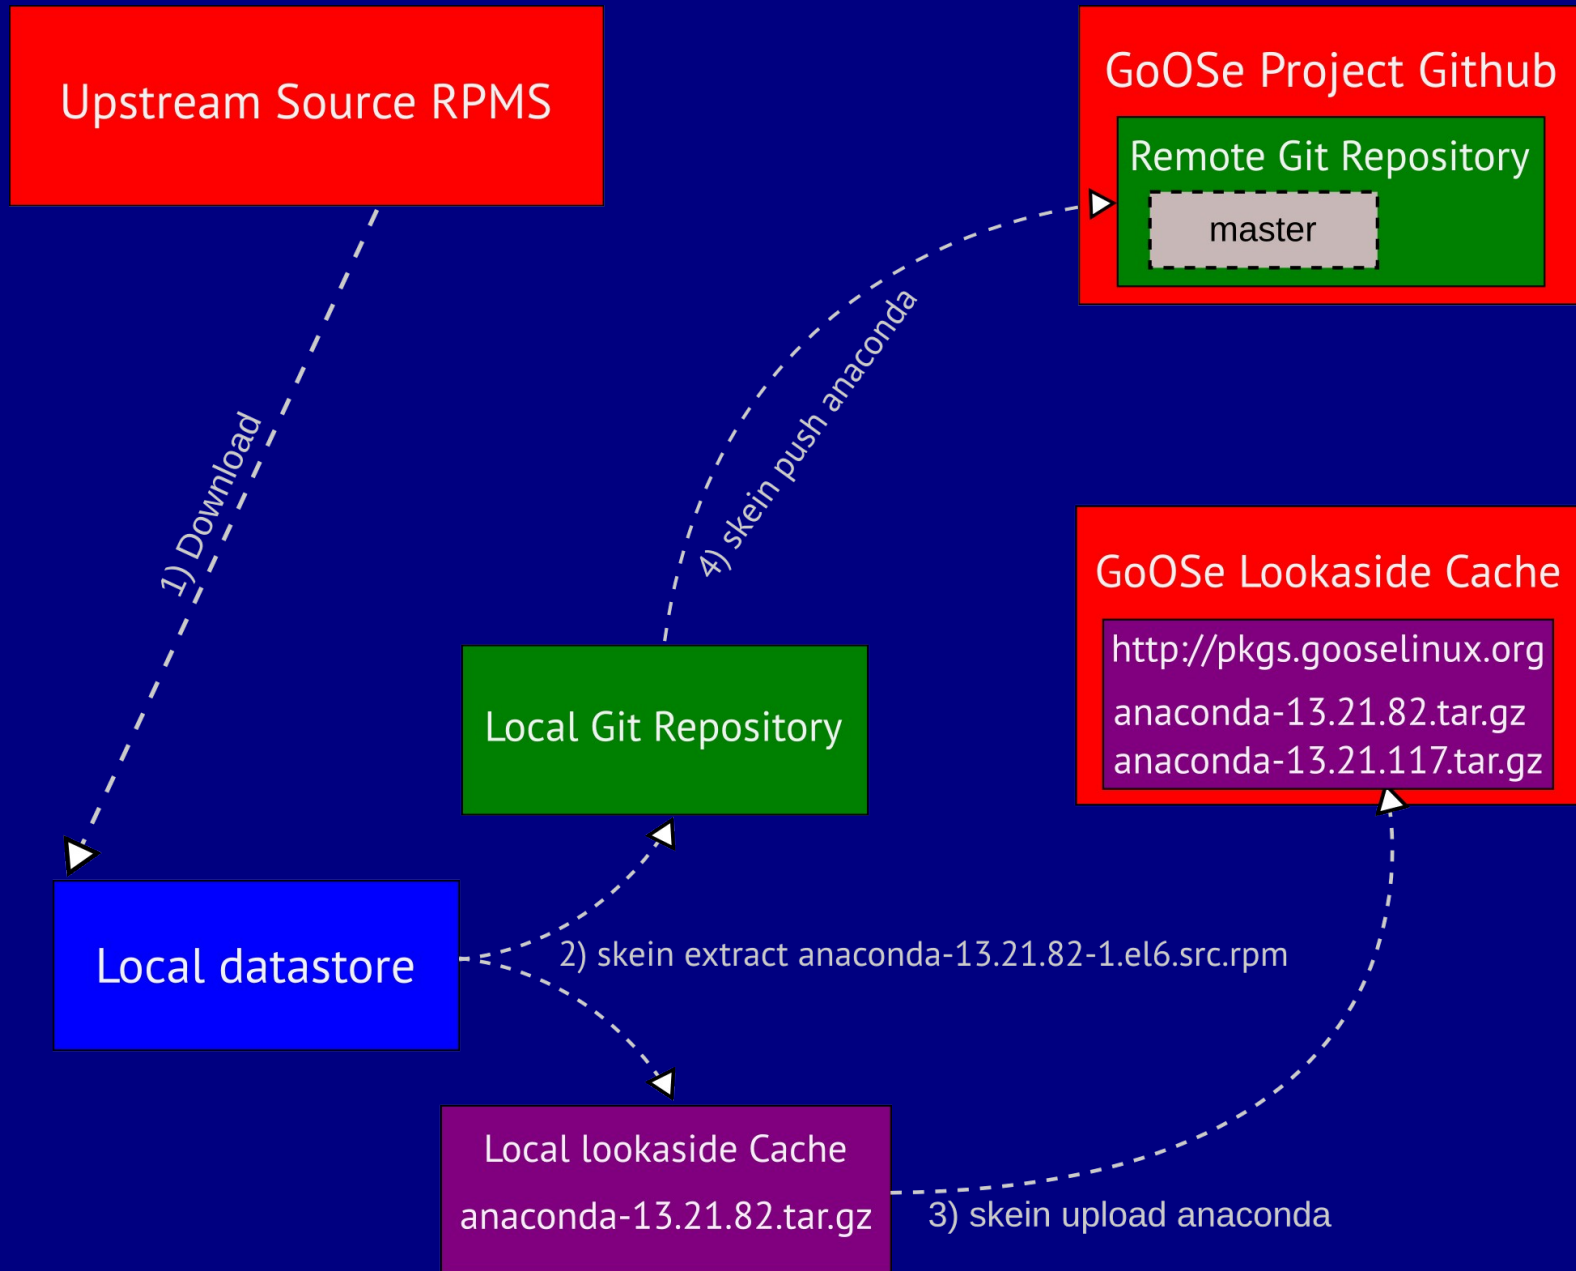 Upstream Source RPMS
GoOSe Project Github
Remote Git Repository
master
1) Download
4) skein push anaconda
GoOSe Lookaside Cache
http://pkgs.gooselinux.org
anaconda-13.21.82.tar.gz
anaconda-13.21.117.tar.gz
Local Git Repository
Local datastore
2) skein extract anaconda-13.21.82-1.el6.src.rpm
Local lookaside Cache
anaconda-13.21.82.tar.gz
3) skein upload anaconda